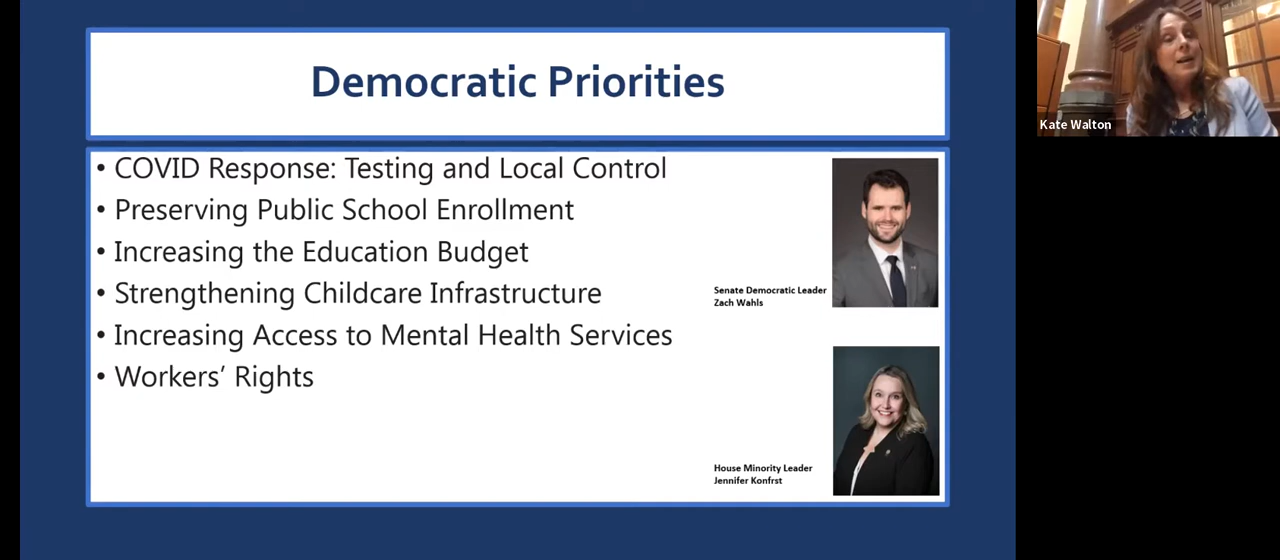 Democratic Priorities
• COVID Response: Testing and Local Control
• Preserving Public School Enrollment
• Increasing the Education Budget
• Strengthening Childcare Infrastructure
• Increasing Access to Mental Health Services
• Workers’ Rights
Senate Democratic Leader
Zach Wahls
House Minority Leader
Jennifer Konfrst
Kate Walton